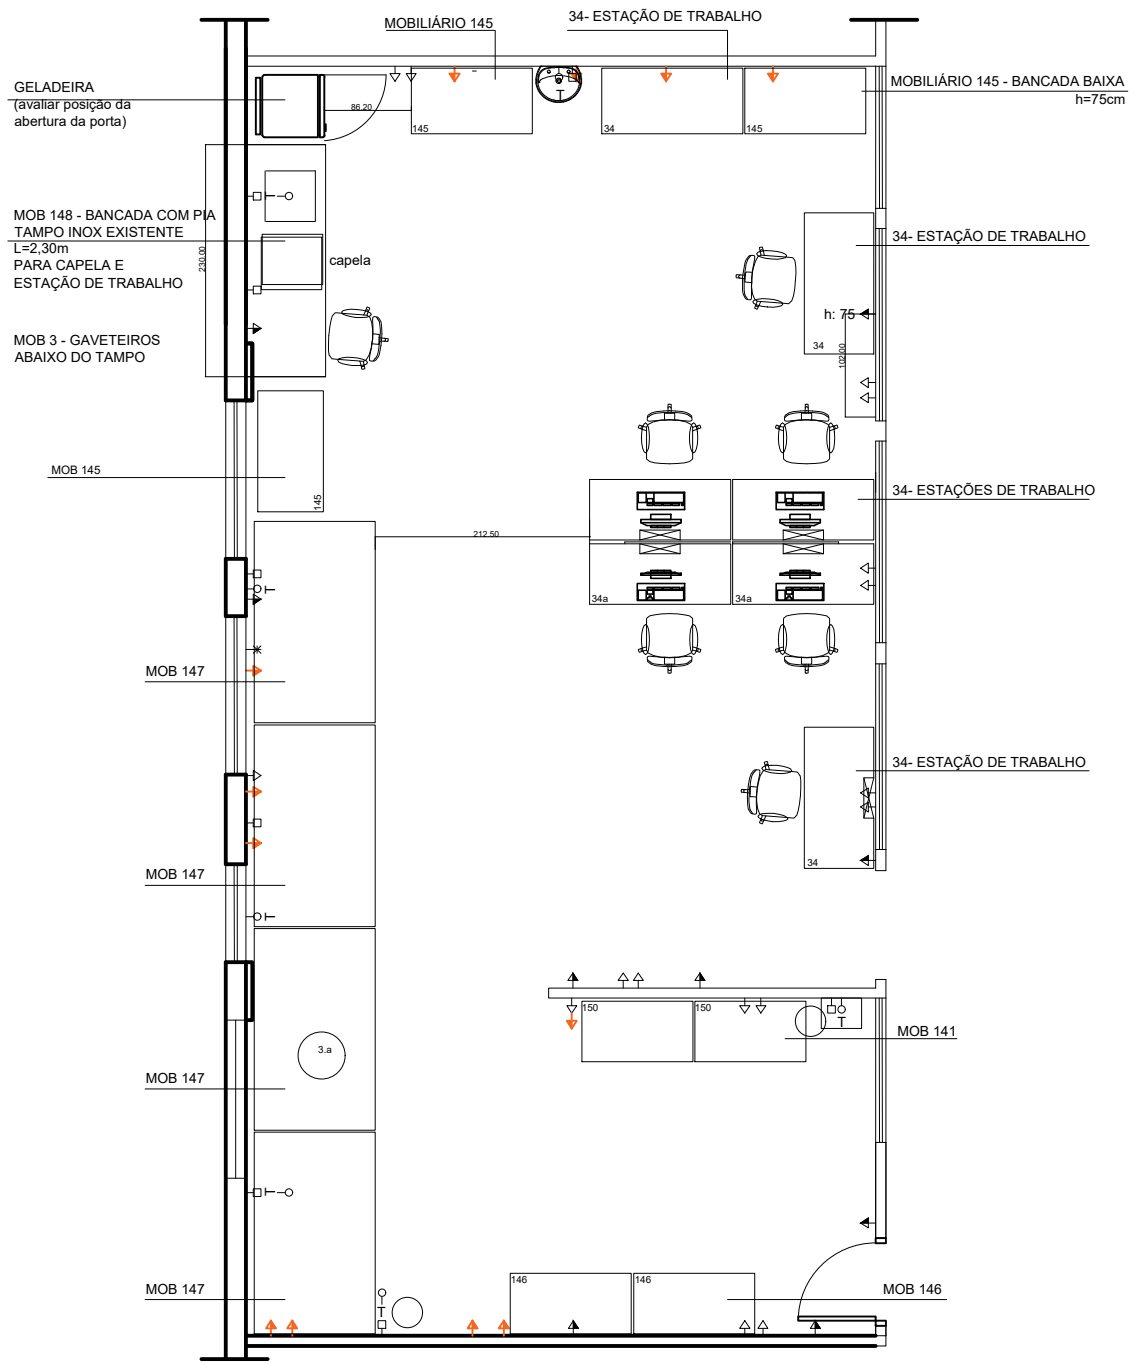 MOBILIÁRIO 145
34- ESTAÇÃO DE TRABALHO
GELADEIRA
(avaliar posição da
abertura da porta)
MOBILIÁRIO 145 - BANCADA BAIXA
h=75cm
86.20
145
34
145
T
T
MOB 148 - BANCADA COM PIA
TAMPO INOX EXISTENTE
L=2,30m
PARA CAPELA E
ESTAÇÃO DE TRABALHO
230.00
capela
34- ESTAÇÃO DE TRABALHO
h: 75
34
102.00
MOB 3 - GAVETEIROS
ABAIXO DO TAMPO
MOB 145
145
34- ESTAÇÕES DE TRABALHO
212.50
34a
34a
T
MOB 147
34- ESTAÇÃO DE TRABALHO
34
MOB 147
T
150
150
T
MOB 141
3.a
MOB 147
T
146
146
MOB 147
T
MOB 146